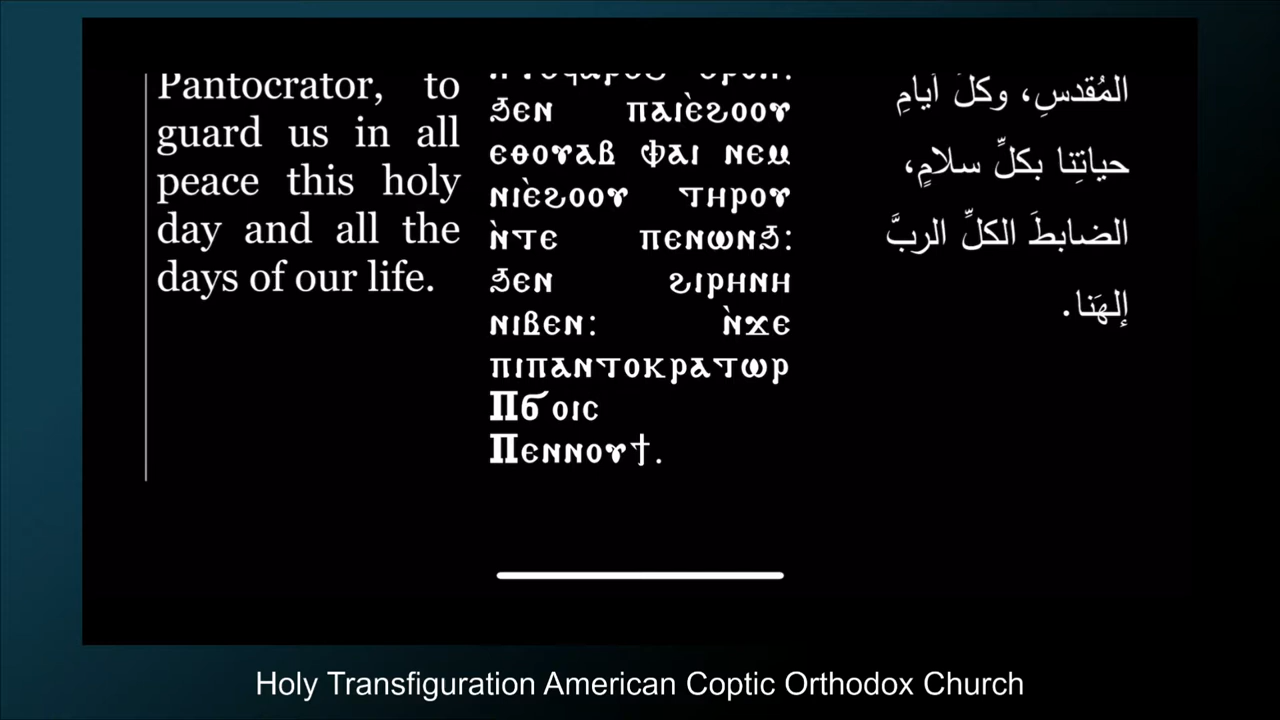 Pantocrator, to
guard us in all
peace this holy
day and all the
days of our life.
ϧⲉⲛ ⲡⲁⲓⲉ̀ϩⲟⲟⲩ
ⲉⲑⲟⲩⲁⲃ ⲫⲁⲓ ⲛⲉⲙ
ⲛⲓⲉ̀ϩⲟⲟⲩ ⲧⲏⲣⲟⲩ
ⲛ̀ⲧⲉ ⲡⲉⲛⲱⲛϧ:
ϧⲉⲛ ϩⲓⲣⲏⲛⲏ
ⲛⲓⲃⲉⲛ: ⲛ̀ϫⲉ
ⲡⲓⲡⲁⲛⲧⲟⲕⲣⲁⲧⲱⲣ
Ⲡϭⲟⲓⲥ
Ⲡⲉⲛⲛⲟⲩϯ.
المُقدسِ، وكلَّ أيامِ
حياتِنا بكلِّ سلامٍ،
الضابطَ الكلِّ الربَّ
إلهَنا.
Holy Transfiguration American Coptic Orthodox Church